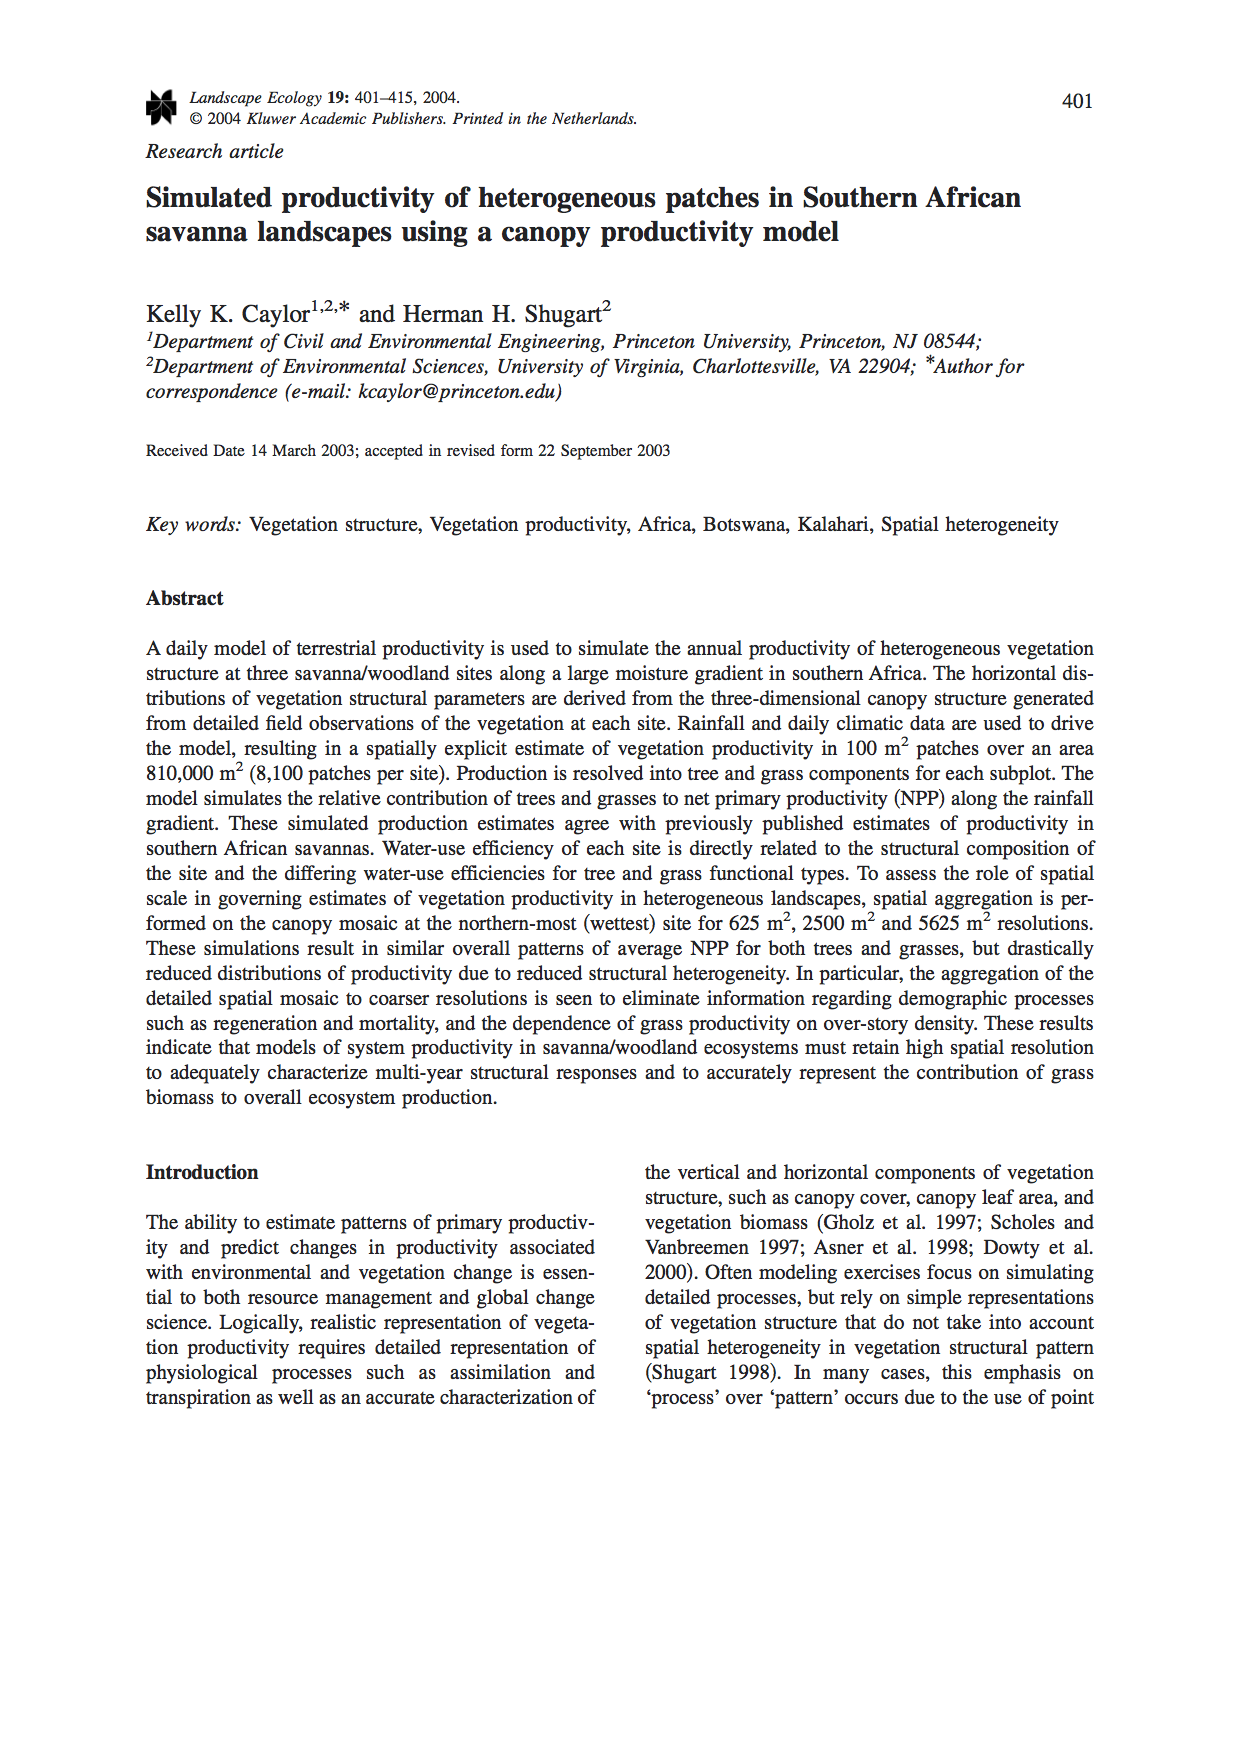 Landscape Ecology 19: 401–415, 2004.
© 2004 Kluwer Academic Publishers. Printed in the Netherlands.
401
Research article
Simulated productivity of heterogeneous patches in Southern African
savanna landscapes using a canopy productivity model
Kelly K. Caylor1,2,* and Herman H. Shugart2
1Department of Civil and Environmental Engineering, Princeton University, Princeton, NJ 08544;
2Department of Environmental Sciences, University of Virginia, Charlottesville, VA 22904; *Author for
correspondence (e-mail: kcaylor@princeton.edu)
Received Date 14 March 2003; accepted in revised form 22 September 2003
Key words: Vegetation structure, Vegetation productivity, Africa, Botswana, Kalahari, Spatial heterogeneity
Abstract
A daily model of terrestrial productivity is used to simulate the annual productivity of heterogeneous vegetation
structure at three savanna/woodland sites along a large moisture gradient in southern Africa. The horizontal dis-
tributions of vegetation structural parameters are derived from the three-dimensional canopy structure generated
from detailed field observations of the vegetation at each site. Rainfall and daily climatic data are used to drive
the model, resulting in a spatially explicit estimate of vegetation productivity in 100 m2 patches over an area
810,000 m2 (8,100 patches per site). Production is resolved into tree and grass components for each subplot. The
model simulates the relative contribution of trees and grasses to net primary productivity (NPP) along the rainfall
gradient. These simulated production estimates agree with previously published estimates of productivity in
southern African savannas. Water-use efficiency of each site is directly related to the structural composition of
the site and the differing water-use efficiencies for tree and grass functional types. To assess the role of spatial
scale in governing estimates of vegetation productivity in heterogeneous landscapes, spatial aggregation is per-
formed on the canopy mosaic at the northern-most (wettest) site for 625 m2, 2500 m2 and 5625 m2 resolutions.
These simulations result in similar overall patterns of average NPP for both trees and grasses, but drastically
reduced distributions of productivity due to reduced structural heterogeneity. In particular, the aggregation of the
detailed spatial mosaic to coarser resolutions is seen to eliminate information regarding demographic processes
such as regeneration and mortality, and the dependence of grass productivity on over-story density. These results
indicate that models of system productivity in savanna/woodland ecosystems must retain high spatial resolution
to adequately characterize multi-year structural responses and to accurately represent the contribution of grass
biomass to overall ecosystem production.
Introduction
The ability to estimate patterns of primary productiv-
ity and predict changes in productivity associated
with environmental and vegetation change is essen-
tial to both resource management and global change
science. Logically, realistic representation of vegeta-
tion productivity requires detailed representation of
physiological processes such as assimilation and
transpiration as well as an accurate characterization of
the vertical and horizontal components of vegetation
structure, such as canopy cover, canopy leaf area, and
vegetation biomass (Gholz et al. 1997; Scholes and
Vanbreemen 1997; Asner et al. 1998; Dowty et al.
2000). Often modeling exercises focus on simulating
detailed processes, but rely on simple representations
of vegetation structure that do not take into account
spatial heterogeneity in vegetation structural pattern
(Shugart 1998). In many cases, this emphasis on
‘process’ over ‘pattern’ occurs due to the use of point